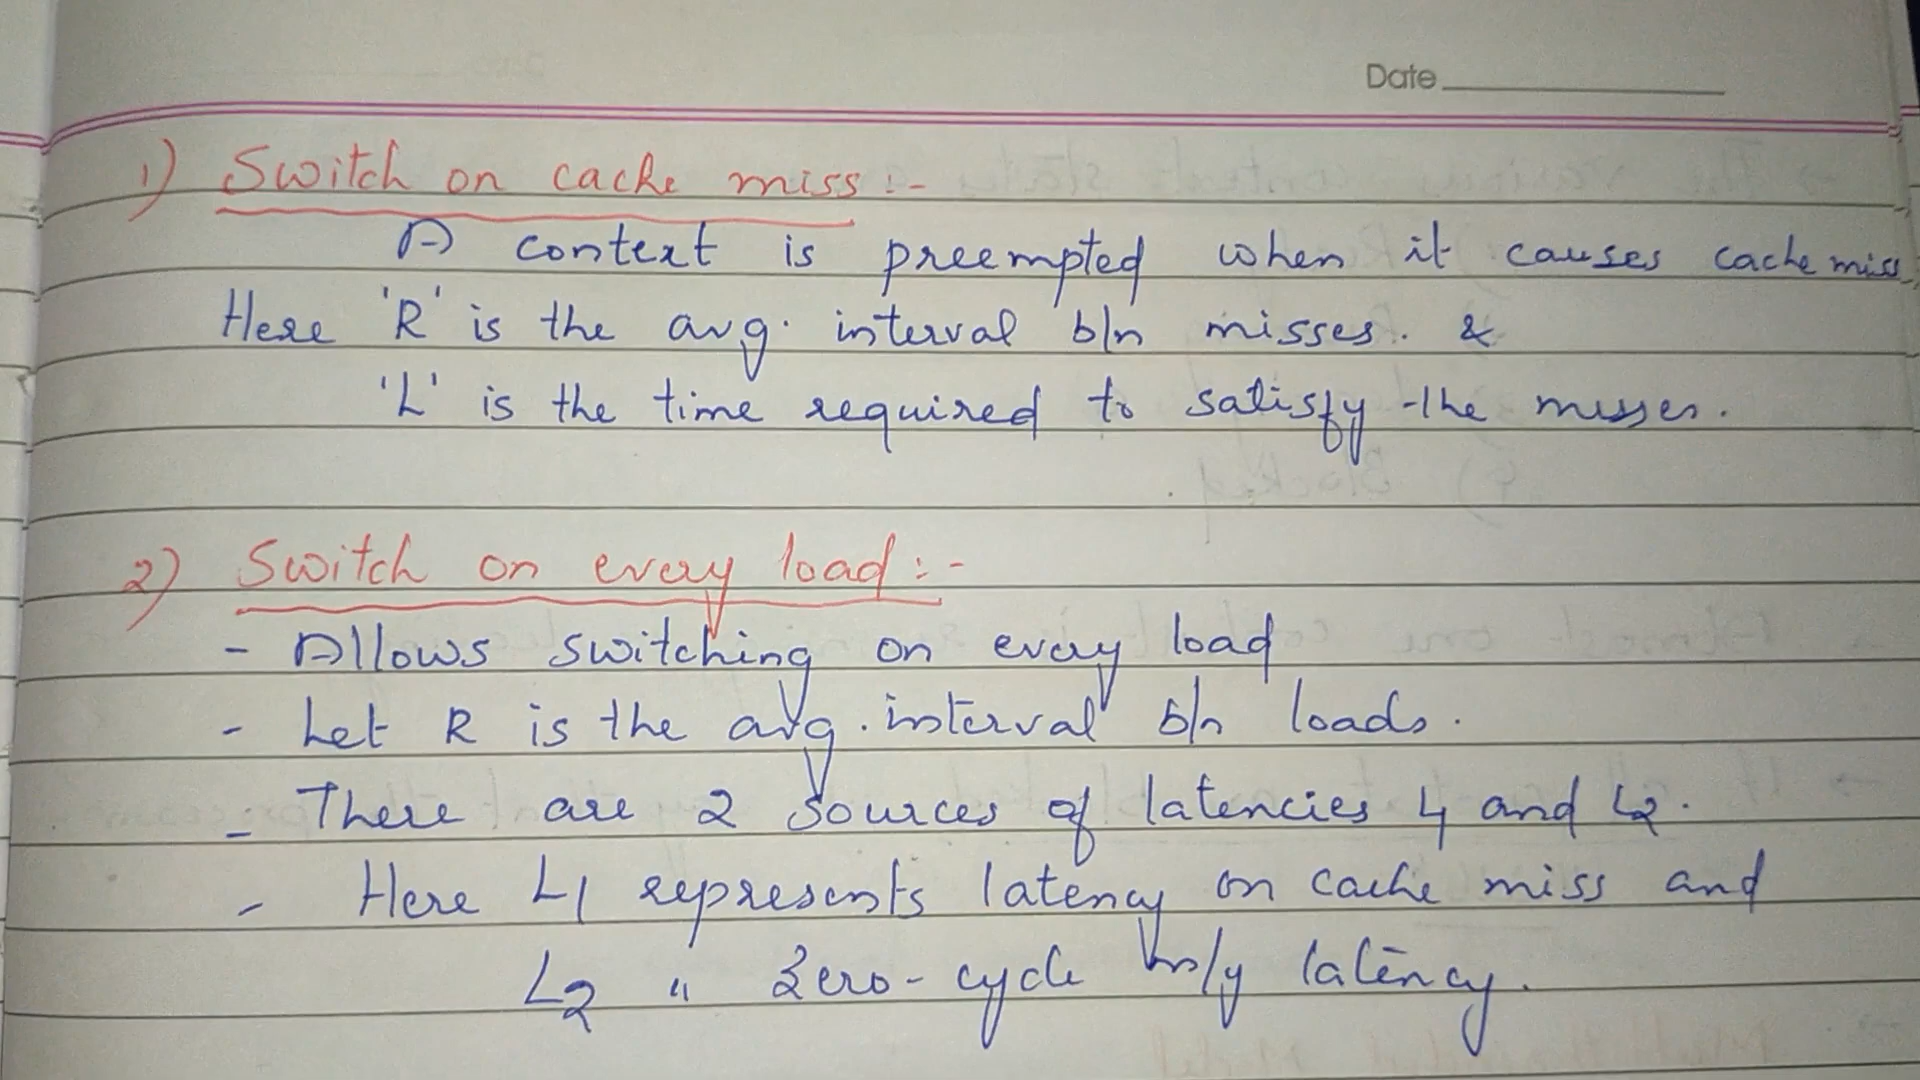 Date
1) Switch on cache miss :-
A context is preempted when it causes cache miss
Here 'R' is the avg. interval b/n misses. &
'L' is the time required to satisfy the misses.
2) Switch on every load :-
- Allows switching on every load
- Let R is the avg. interval b/n loads.
- There are 2 sources of latencies L1 and L2.
- Here L1 represents latency on cache miss and
L2 " Zero-cycle latency.